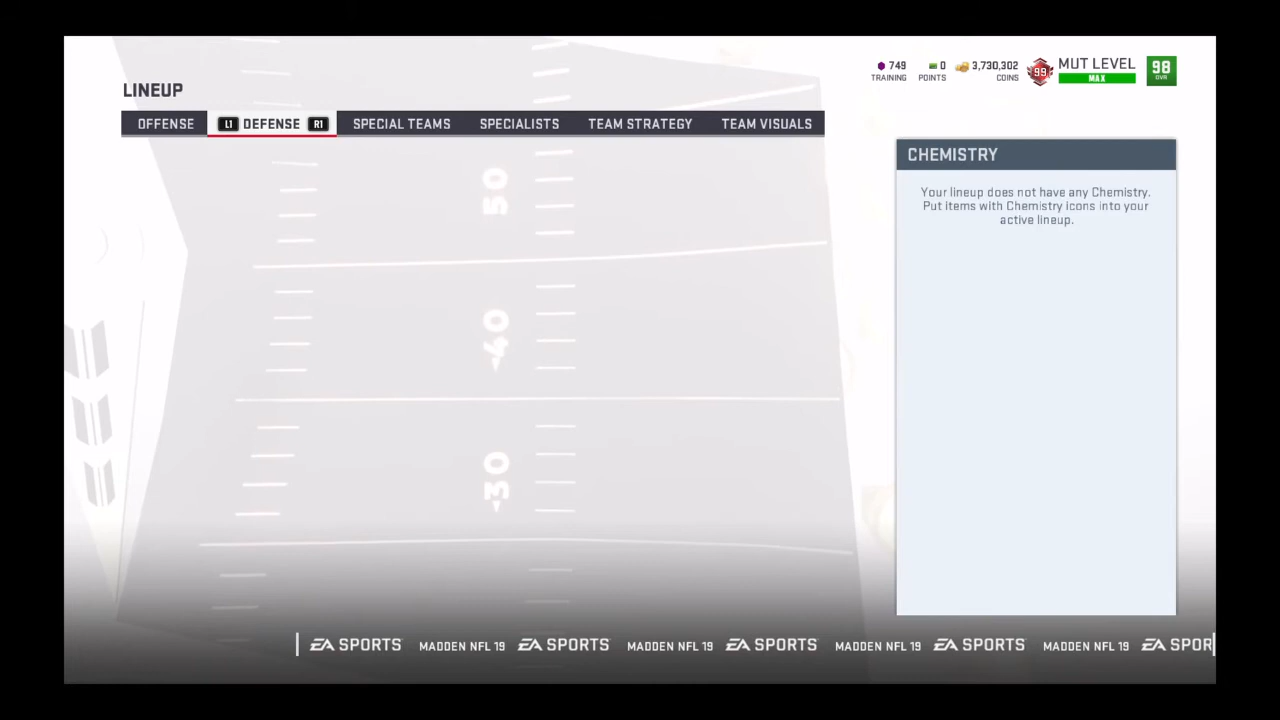 749
TRAINING
0
POINTS
3,730,302
COINS
99
MUT LEVEL
MAX
98
OVR
LINEUP
OFFENSE L1 DEFENSE R1 SPECIAL TEAMS SPECIALISTS TEAM STRATEGY TEAM VISUALS
CHEMISTRY
Your lineup does not have any Chemistry.
Put items with Chemistry icons into your
active lineup.
50
40
30
EA SPORTS MADDEN NFL 19 EA SPORTS MADDEN NFL 19 EA SPORTS MADDEN NFL 19 EA SPORTS MADDEN NFL 19 EA SPOR